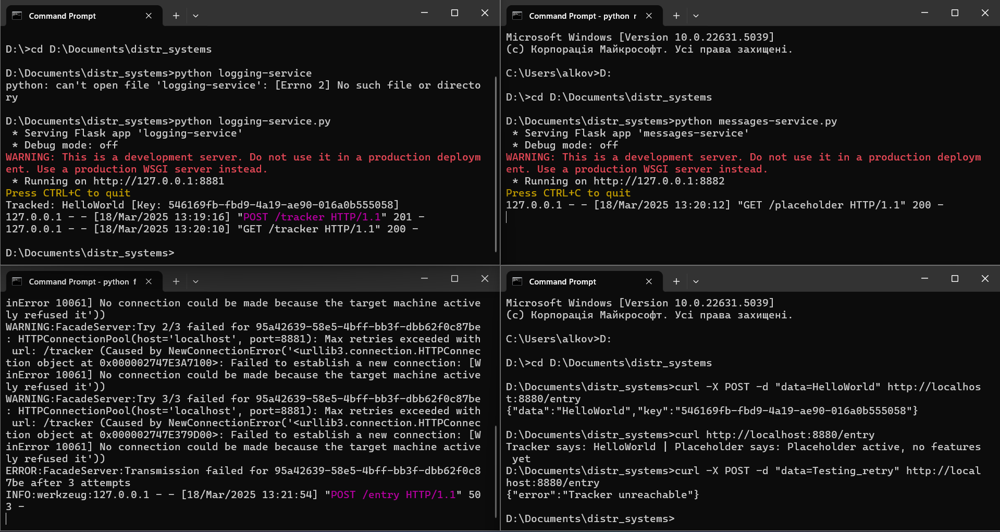 Command Prompt
D:\>cd D:\Documents\distr_systems
D:\Documents\distr_systems>python logging-service
python: can't open file 'logging-service': [Errno 2] No such file or directo
ry
D:\Documents\distr_systems>python logging-service.py
 * Serving Flask app 'logging-service'
 * Debug mode: off
WARNING: This is a development server. Do not use it in a production deploym
ent. Use a production WSGI server instead.
 * Running on http://127.0.0.1:8881
Press CTRL+C to quit
Tracked: HelloWorld [Key: 546169fb-fbd9-4a19-ae90-016a0b555058]
127.0.0.1 - - [18/Mar/2025 13:19:16] "POST /tracker HTTP/1.1" 201 -
127.0.0.1 - - [18/Mar/2025 13:20:10] "GET /tracker HTTP/1.1" 200 -
D:\Documents\distr_systems>
Command Prompt - python r
Microsoft Windows [Version 10.0.22631.5039]
(c) Корпорація Майкрософт. Усі права захищені.
C:\Users\alkov>D:
D:\>cd D:\Documents\distr_systems
D:\Documents\distr_systems>python messages-service.py
 * Serving Flask app 'messages-service'
 * Debug mode: off
WARNING: This is a development server. Do not use it in a production deploym
ent. Use a production WSGI server instead.
 * Running on http://127.0.0.1:8882
Press CTRL+C to quit
127.0.0.1 - - [18/Mar/2025 13:20:12] "GET /placeholder HTTP/1.1" 200 -
Command Prompt - python f
inError 10061] No connection could be made because the target machine active
ly refused it'))
WARNING:FacadeServer:Try 2/3 failed for 95a42639-58e5-4bff-bb3f-dbb62f0c87be
: HTTPConnectionPool(host='localhost', port=8881): Max retries exceeded with
 url: /tracker (Caused by NewConnectionError('<urllib3.connection.HTTPConnec
tion object at 0x000002747E3A7100>: Failed to establish a new connection: [W
inError 10061] No connection could be made because the target machine active
ly refused it'))
WARNING:FacadeServer:Try 3/3 failed for 95a42639-58e5-4bff-bb3f-dbb62f0c87be
: HTTPConnectionPool(host='localhost', port=8881): Max retries exceeded with
 url: /tracker (Caused by NewConnectionError('<urllib3.connection.HTTPConnec
tion object at 0x000002747E379D00>: Failed to establish a new connection: [W
inError 10061] No connection could be made because the target machine active
ly refused it'))
ERROR:FacadeServer:Transmission failed for 95a42639-58e5-4bff-bb3f-dbb62f0c8
7be after 3 attempts
INFO:werkzeug:127.0.0.1 - - [18/Mar/2025 13:21:54] "POST /entry HTTP/1.1" 50
3 -
Command Prompt
Microsoft Windows [Version 10.0.22631.5039]
(c) Корпорація Майкрософт. Усі права захищені.
C:\Users\alkov>D:
D:\>cd D:\Documents\distr_systems
D:\Documents\distr_systems>curl -X POST -d "data=HelloWorld" http://localhos
t:8880/entry
{"data":"HelloWorld","key":"546169fb-fbd9-4a19-ae90-016a0b555058"}
D:\Documents\distr_systems>curl http://localhost:8880/entry
Tracker says: HelloWorld | Placeholder says: Placeholder active, no features
 yet
D:\Documents\distr_systems>curl -X POST -d "data=Testing_retry" http://local
host:8880/entry
{"error":"Tracker unreachable"}
D:\Documents\distr_systems>